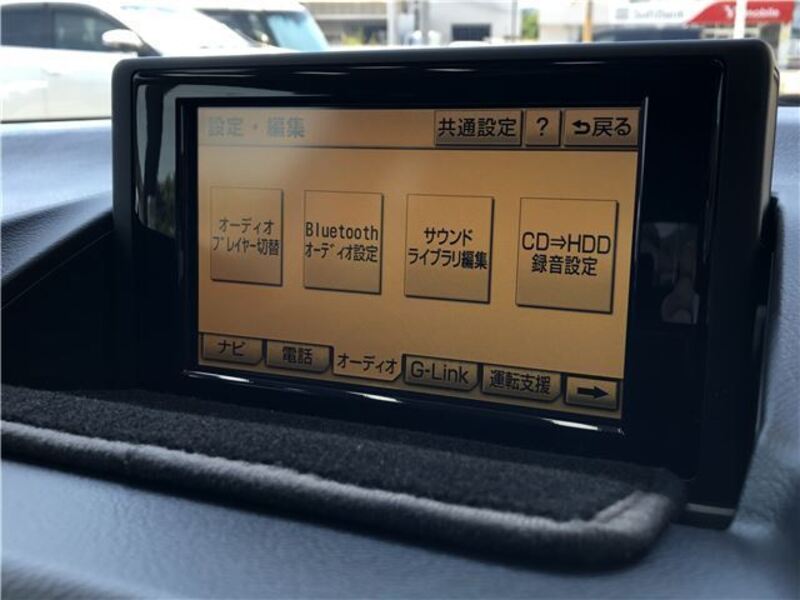 mobile
設定・編集
共通設定
?
戻る
オーディオ
プレイヤー切替
Bluetooth
オーディオ設定
サウンド
ライブラリ編集
CD⇒HDD
録音設定
ナビ
電話
オーディオ
G-Link
運転支援
→